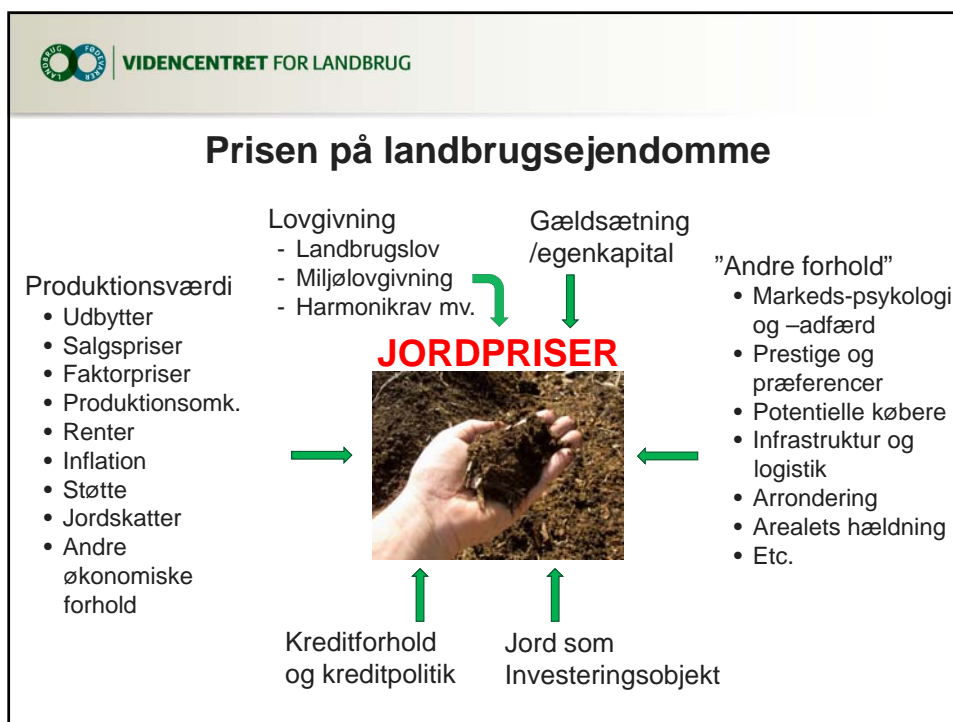 LANDBRUG FØDEVARER
VIDENCENTRET FOR LANDBRUG
Prisen på landbrugsejendomme
Lovgivning
- Landbrugslov
- Miljølovgivning
- Harmonikrav mv.
Gældsætning
/egenkapital
Produktionsværdi
• Udbytter
• Salgspriser
• Faktorpriser
• Produktionsomk.
• Renter
• Inflation
• Støtte
• Jordskatter
• Andre
økonomiske
forhold
JORDPRISER
”Andre forhold”
• Markeds-psykologi
og –adfærd
• Prestige og
præferencer
• Potentielle købere
• Infrastruktur og
logistik
• Arrondering
• Arealets hældning
• Etc.
Kreditforhold
og kreditpolitik
Jord som
Investeringsobjekt